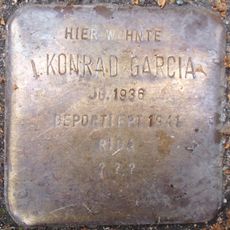 HIER WOHNTE
KONRAD GARCIA
JG. 1936
DEPORTIERT 1941
RIGA
? ? ?